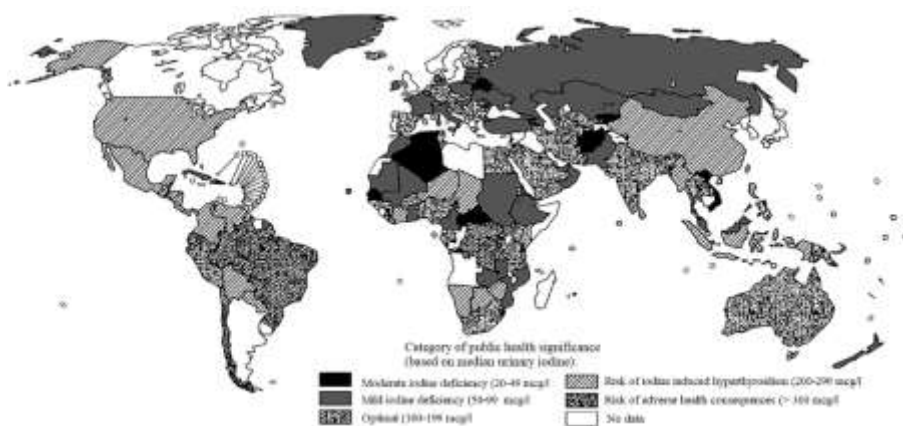 Category of public health significance
(based on median urinary iodine):
Moderate iodine deficiency (20-49 mcg/l
Mild iodine deficiency (50-99 mcg/l
Optimal (100-199 mcg/l
Risk of iodine induced hyperthyroidism (200-299 mcg/l
Risk of adverse health consequences (> 300 mcg/l
No data